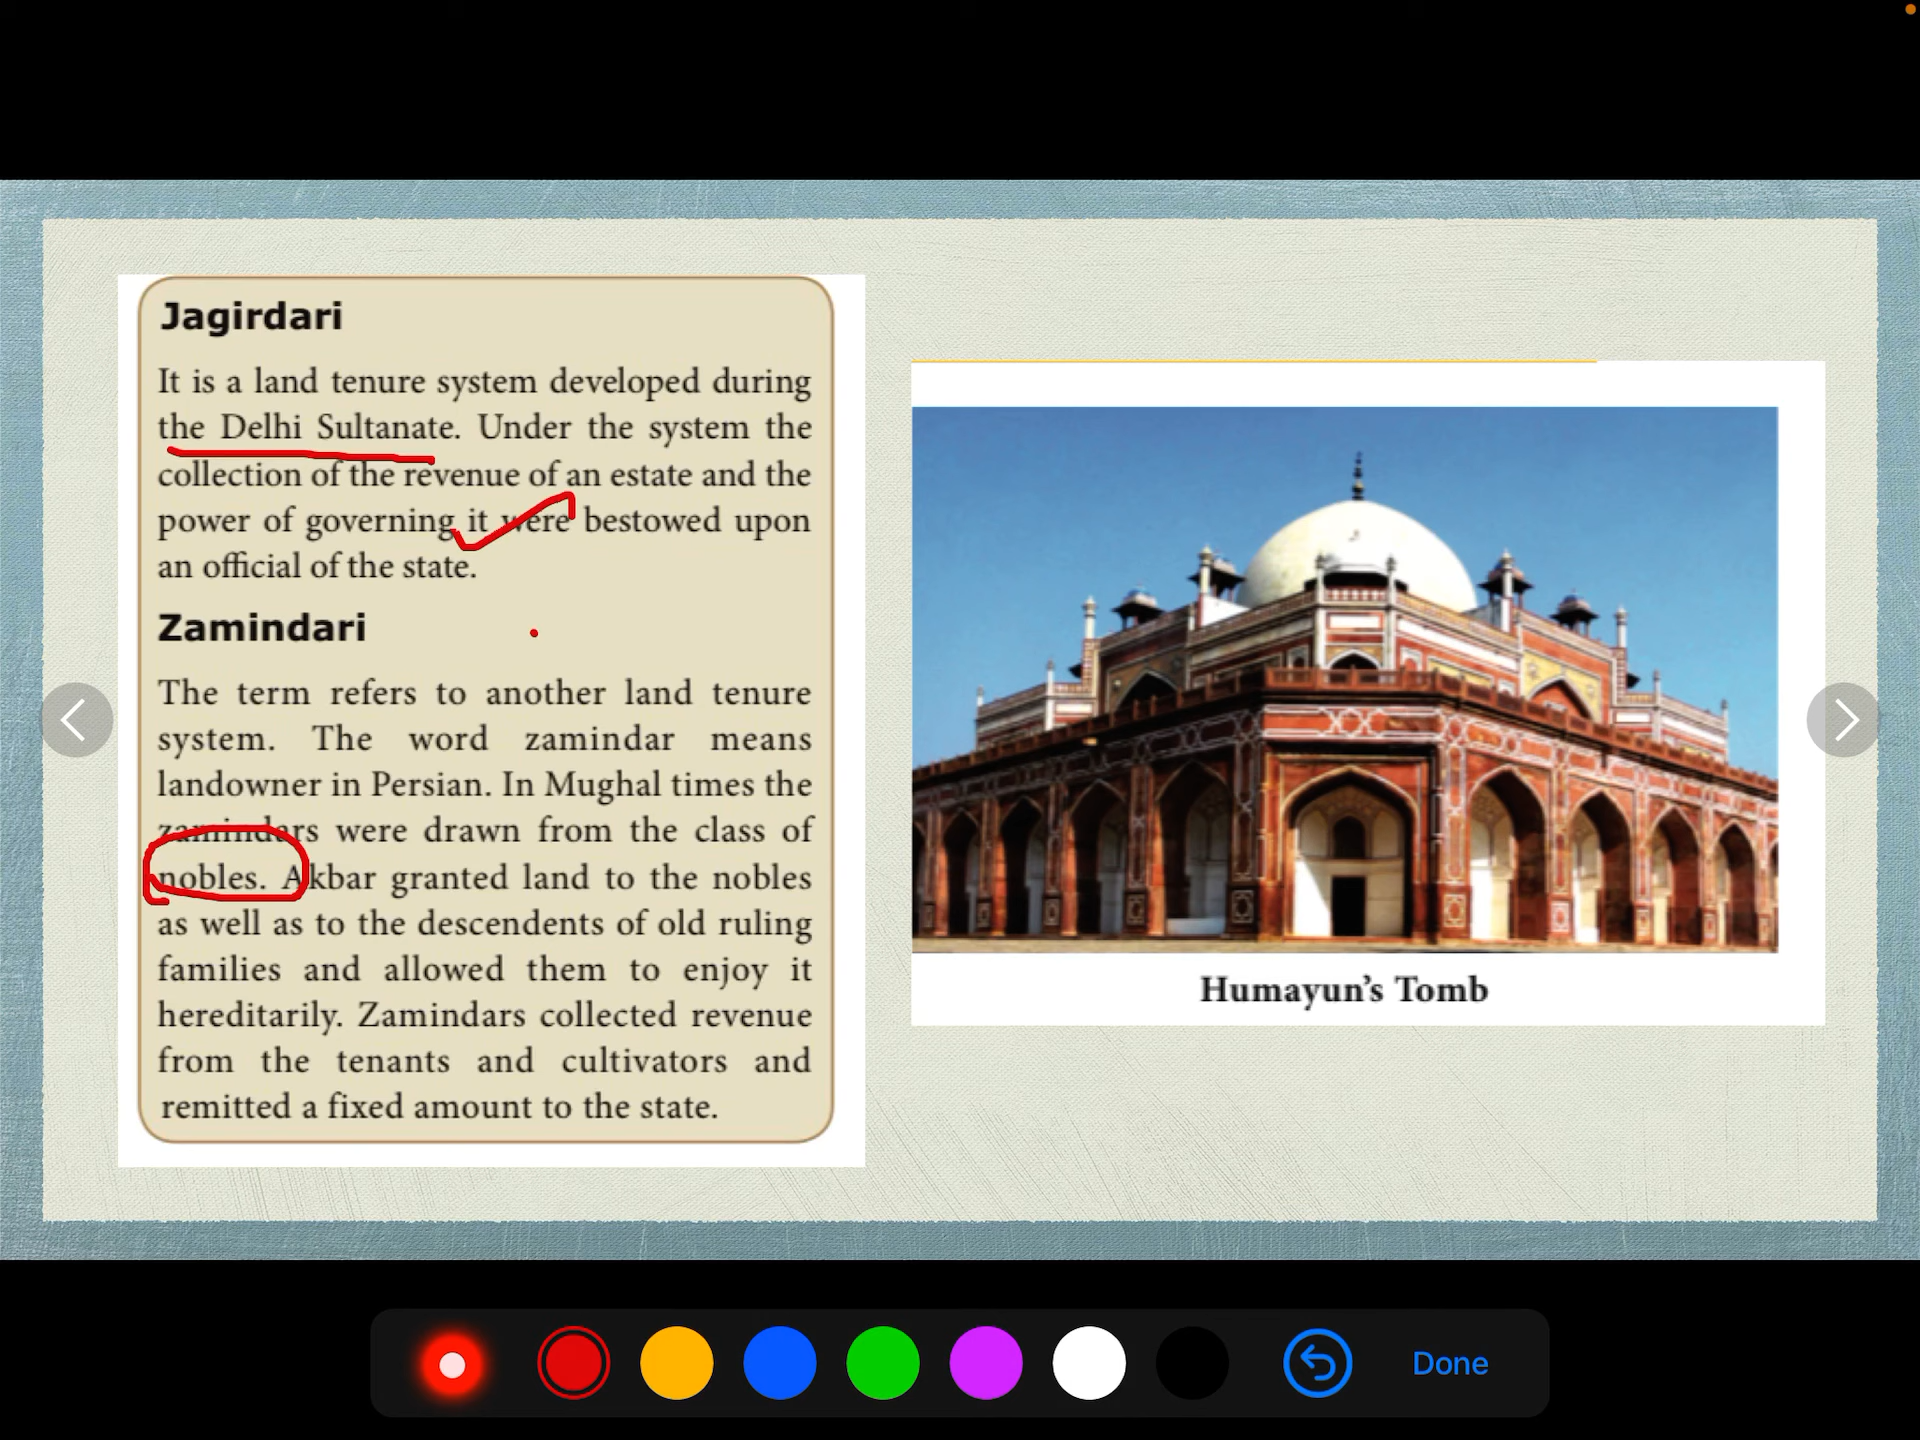 Jagirdari
It is a land tenure system developed during
the Delhi Sultanate. Under the system the
collection of the revenue of an estate and the
power of governing it were bestowed upon
an official of the state.
Zamindari
The term refers to another land tenure
system. The word zamindar means
landowner in Persian. In Mughal times the
zamindars were drawn from the class of
nobles. Akbar granted land to the nobles
as well as to the descendents of old ruling
families and allowed them to enjoy it
hereditarily. Zamindars collected revenue
from the tenants and cultivators and
remitted a fixed amount to the state.
Humayun’s Tomb
Done